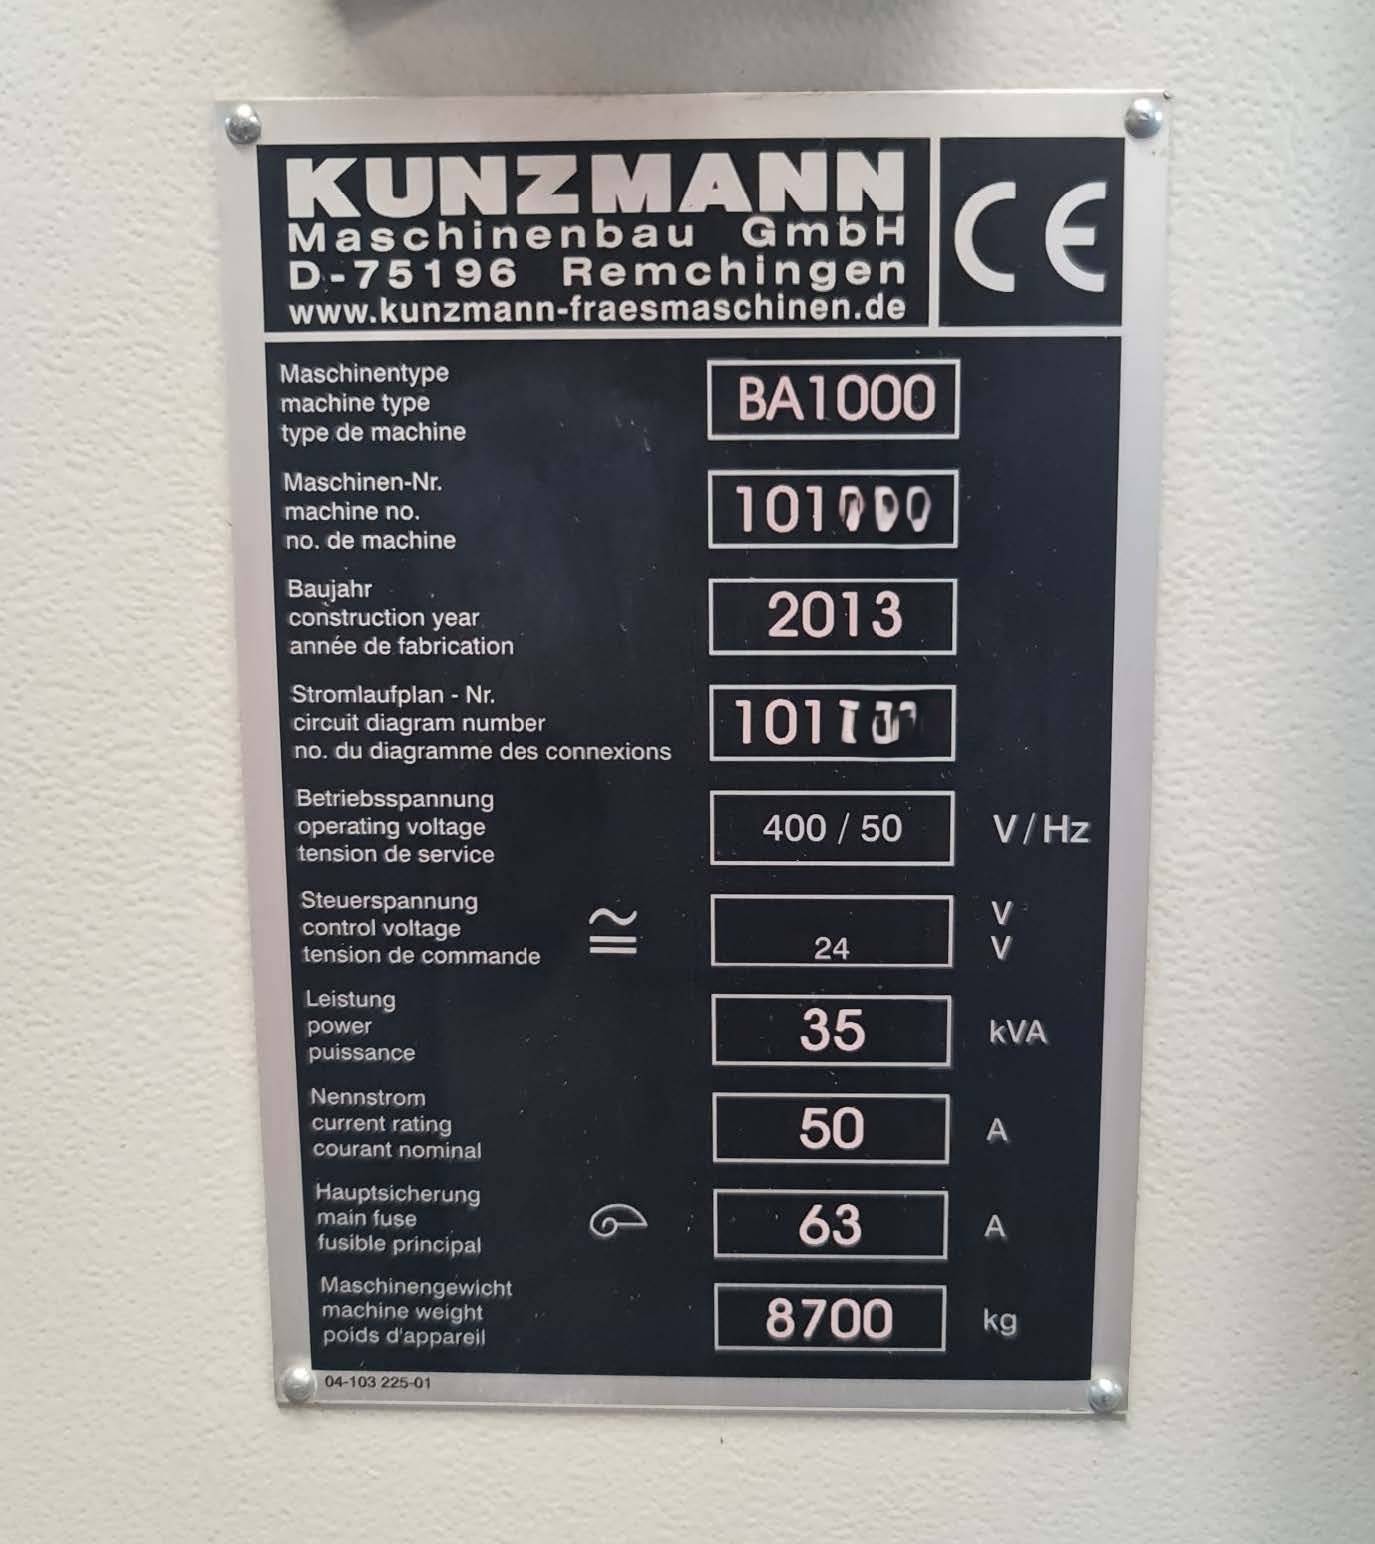 KUNZMANN
Maschinenbau GmbH
D-75196 Remchingen
www.kunzmann-fraesmaschinen.de
CE
Maschinentype
machine type
type de machine
BA1000
Maschinen-Nr.
machine no.
no. de machine
Baujahr
construction year
année de fabrication
2013
Stromlaufplan - Nr.
circuit diagram number
no. du diagramme des connexions
Betriebsspannung
operating voltage
tension de service
400 / 50 V/Hz
Steuerspannung
control voltage
tension de commande
V
24 V
Leistung
power
puissance
35 kVA
Nennstrom
current rating
courant nominal
50 A
Hauptsicherung
main fuse
fusible principal
63 A
Maschinengewicht
machine weight
poids d'appareil
8700 kg
04-103 225-01